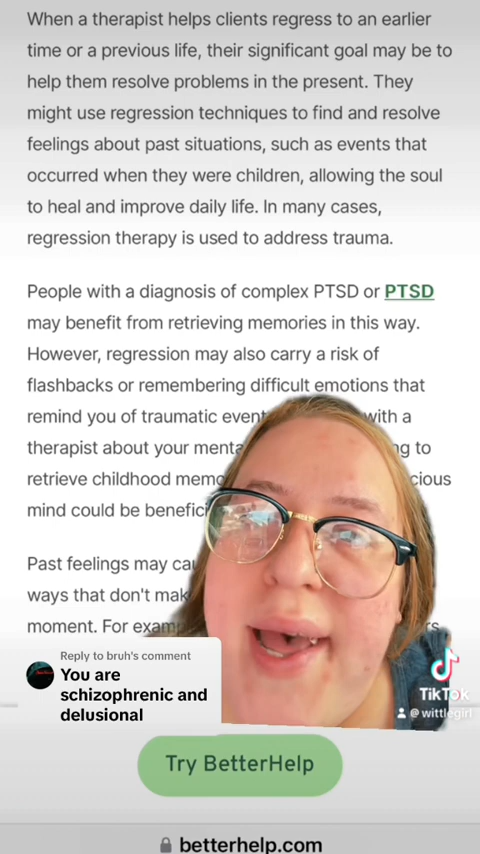 When a therapist helps clients regress to an earlier
time or a previous life, their significant goal may be to
help them resolve problems in the present. They
might use regression techniques to find and resolve
feelings about past situations, such as events that
occurred when they were children, allowing the soul
to heal and improve daily life. In many cases,
regression therapy is used to address trauma.
People with a diagnosis of complex PTSD or PTSD
may benefit from retrieving memories in this way.
However, regression may also carry a risk of
flashbacks or remembering difficult emotions that
remind you of traumatic event with a
therapist about your menta ng to
retrieve childhood memo cious
mind could be benefici
Past feelings may cau
ways that don't mak
moment. For examp rs
Reply to bruh's comment
You are
schizophrenic and
delusional
TikTok
@wittlegirl
Try BetterHelp
betterhelp.com